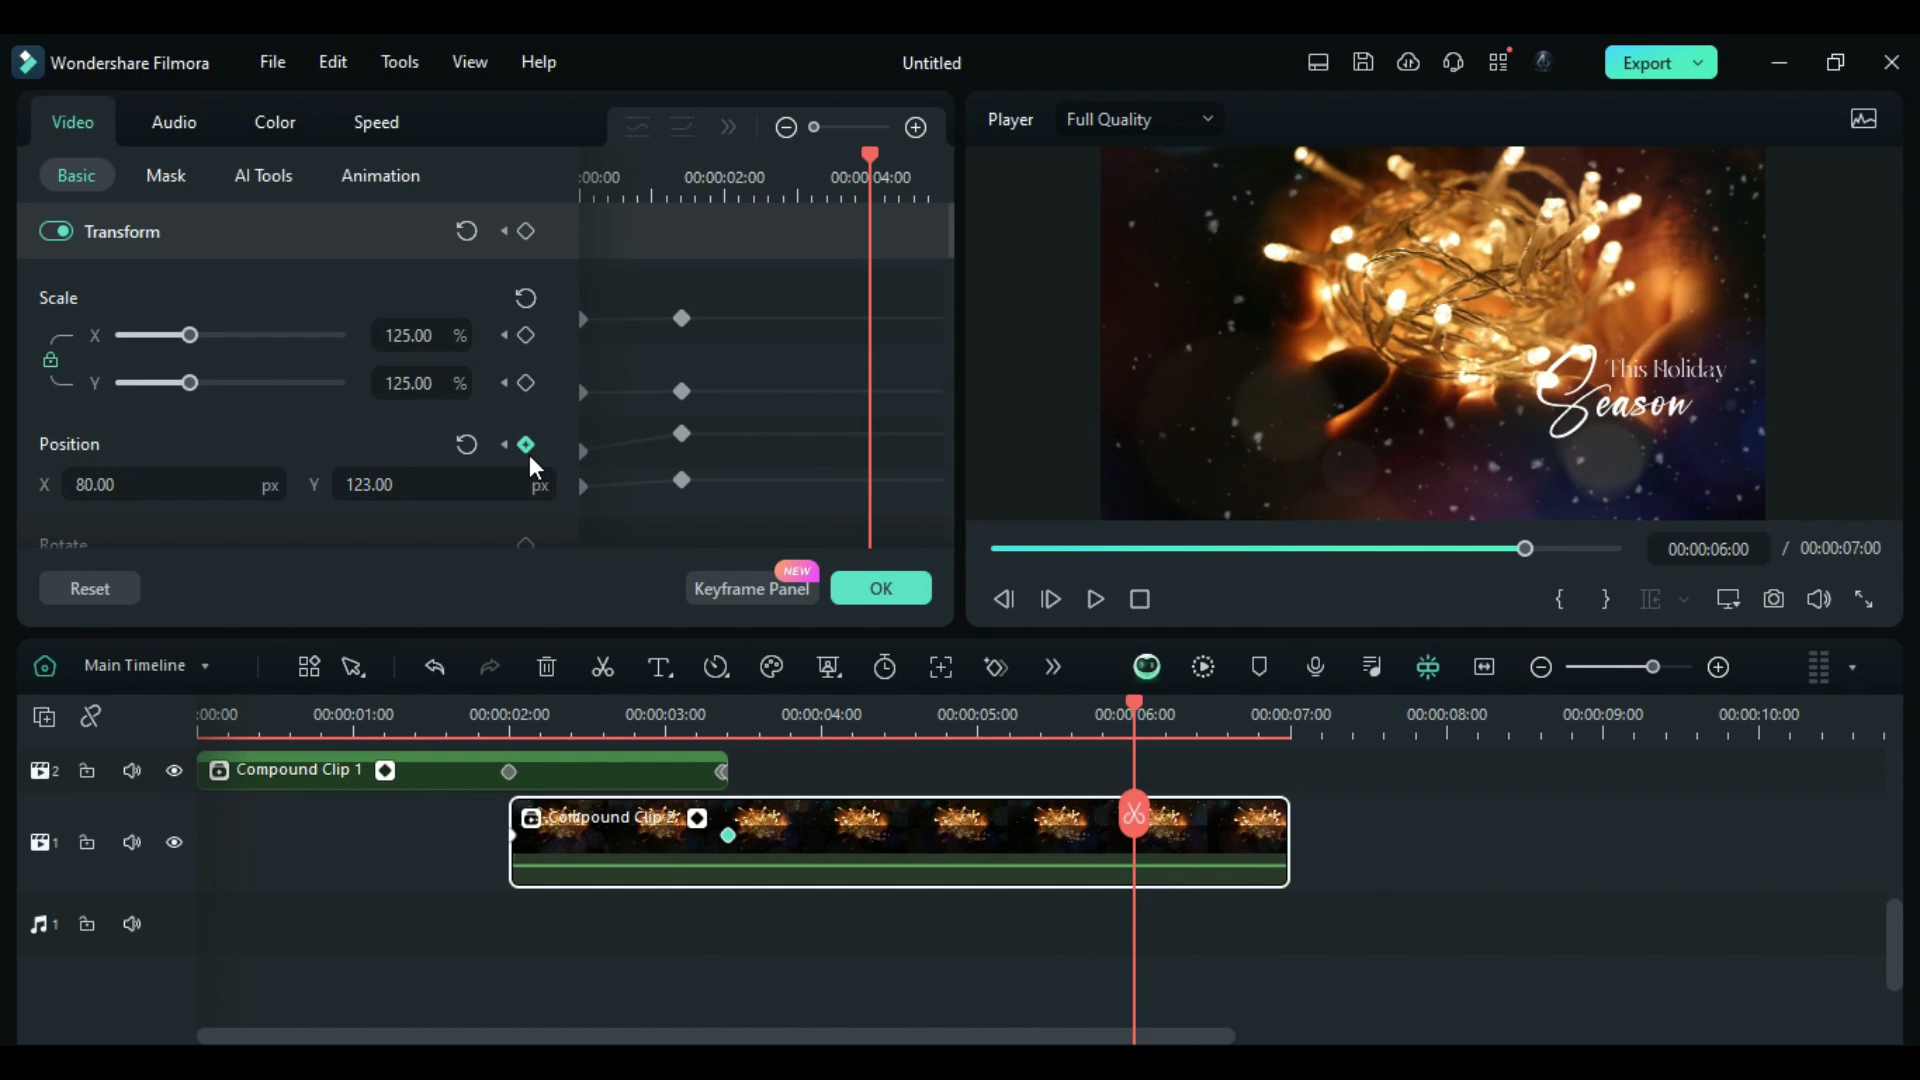 Wondershare Filmora
File Edit Tools View Help
Untitled
Export
Video Audio Color Speed
Basic Mask AI Tools Animation
:00:00 00:00:02:00 00:00:04:00
Transform
Scale
X 125.00 %
Y 125.00 %
Position
X 80.00 px Y 123.00 px
Rotate
Reset
NEW
Keyframe Panel
OK
Player Full Quality
This Holiday
Season
00:00:06:00 / 00:00:07:00
Main Timeline
:00:00 00:00:01:00 00:00:02:00 00:00:03:00 00:00:04:00 00:00:05:00 00:00:06:00 00:00:07:00 00:00:08:00 00:00:09:00 00:00:10:00
2 Compound Clip 1
1 Compound Clip 2
1